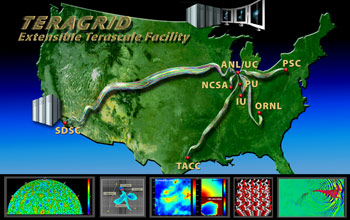 TERAGRID
Extensible Terascale Facility
ANL/UC
PSC
NCSA
PU
IU
ORNL
SDSC
TACC